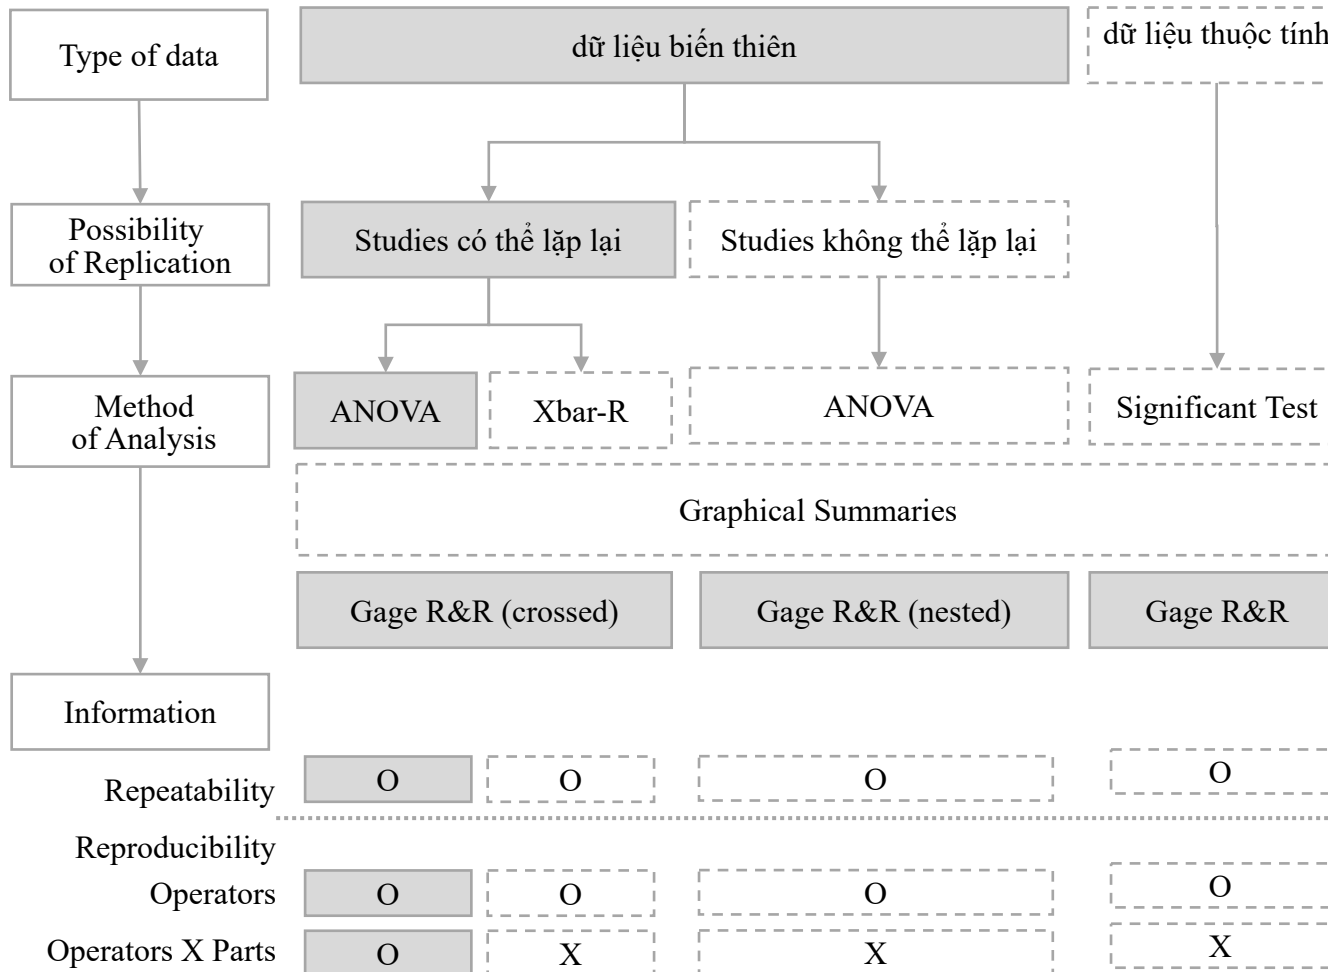 Type of data
dữ liệu biến thiên
dữ liệu thuộc tính
Possibility
of Replication
Studies có thể lặp lại
Studies không thể lặp lại
Method
of Analysis
ANOVA
Xbar-R
ANOVA
Significant Test
Graphical Summaries
Gage R&R (crossed)
Gage R&R (nested)
Gage R&R
Information
Repeatability
O
O
O
O
Reproducibility
Operators
O
O
O
O
Operators X Parts
O
X
X
X